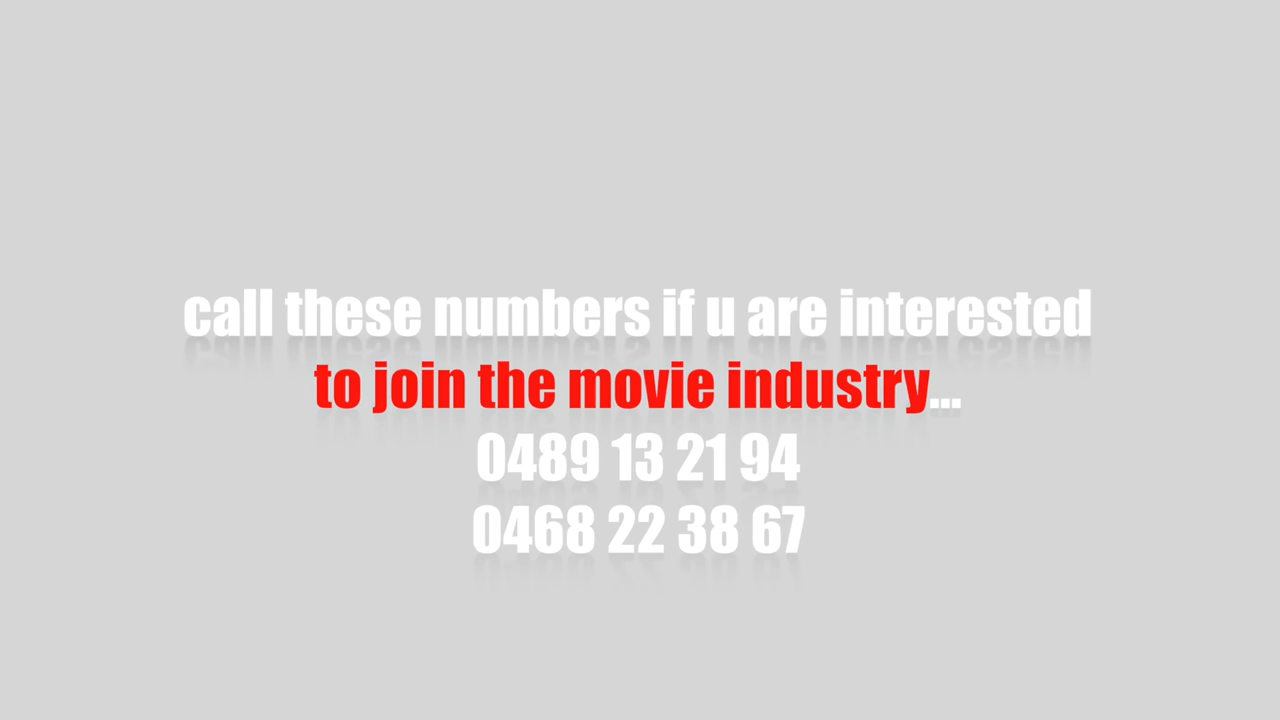 call these numbers if u are interested
to join the movie industry...
0489 13 21 94
0468 22 38 67